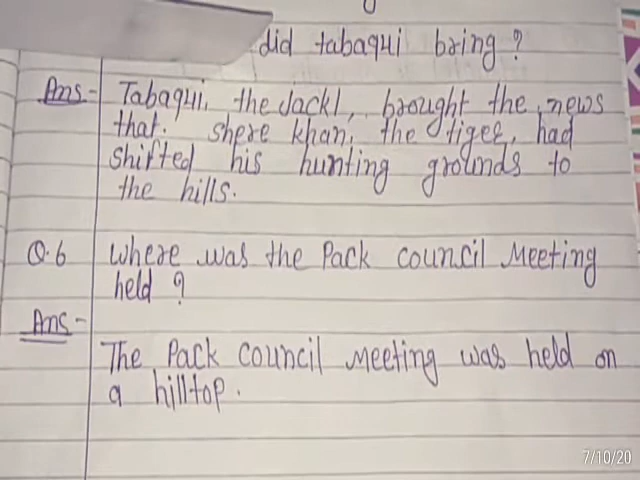 did tabaqui bring ?
Ans- Tabaqui, the Jackl, brought the news
that. shere khan, the tiger, had
shifted his hunting grounds to
the hills.
Q.6 Where was the Pack council Meeting
held ?
Ans-
The Pack council Meeting was held on
a hilltop.
7/10/20